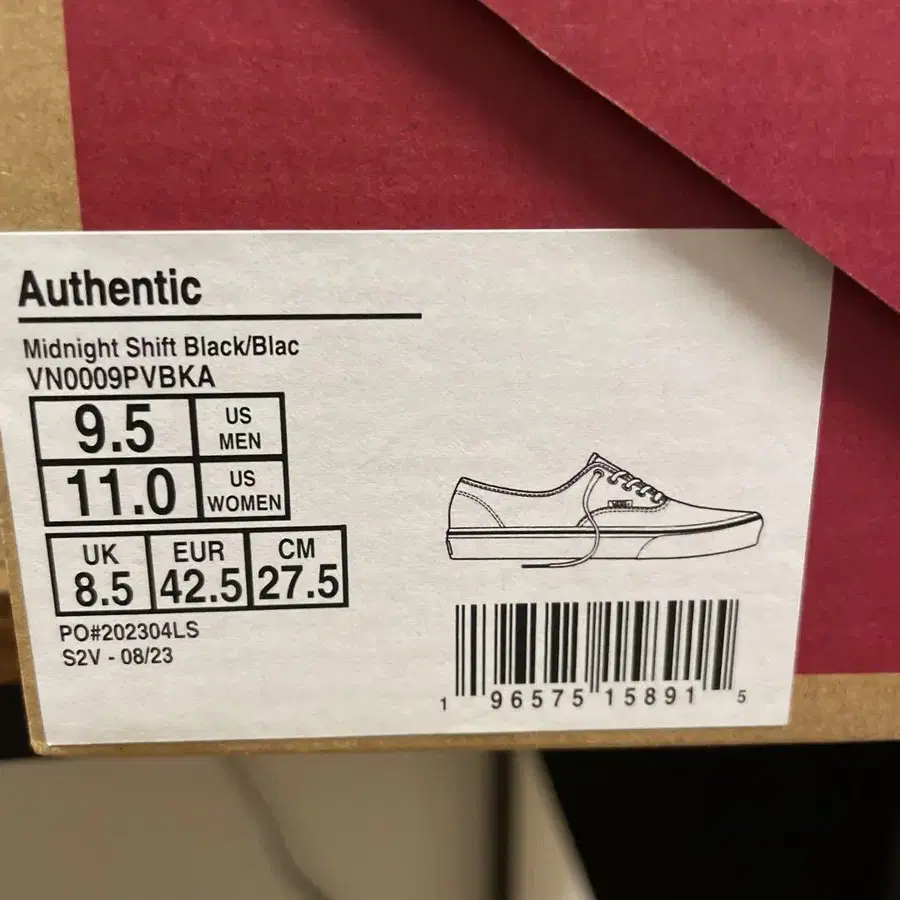 Authentic
Midnight Shift Black/Blac
VN0009PVBKA
9.5 US MEN
11.0 US WOMEN
UK EUR CM
8.5 42.5 27.5
PO#202304LS
S2V - 08/23
1 96575 15891 5